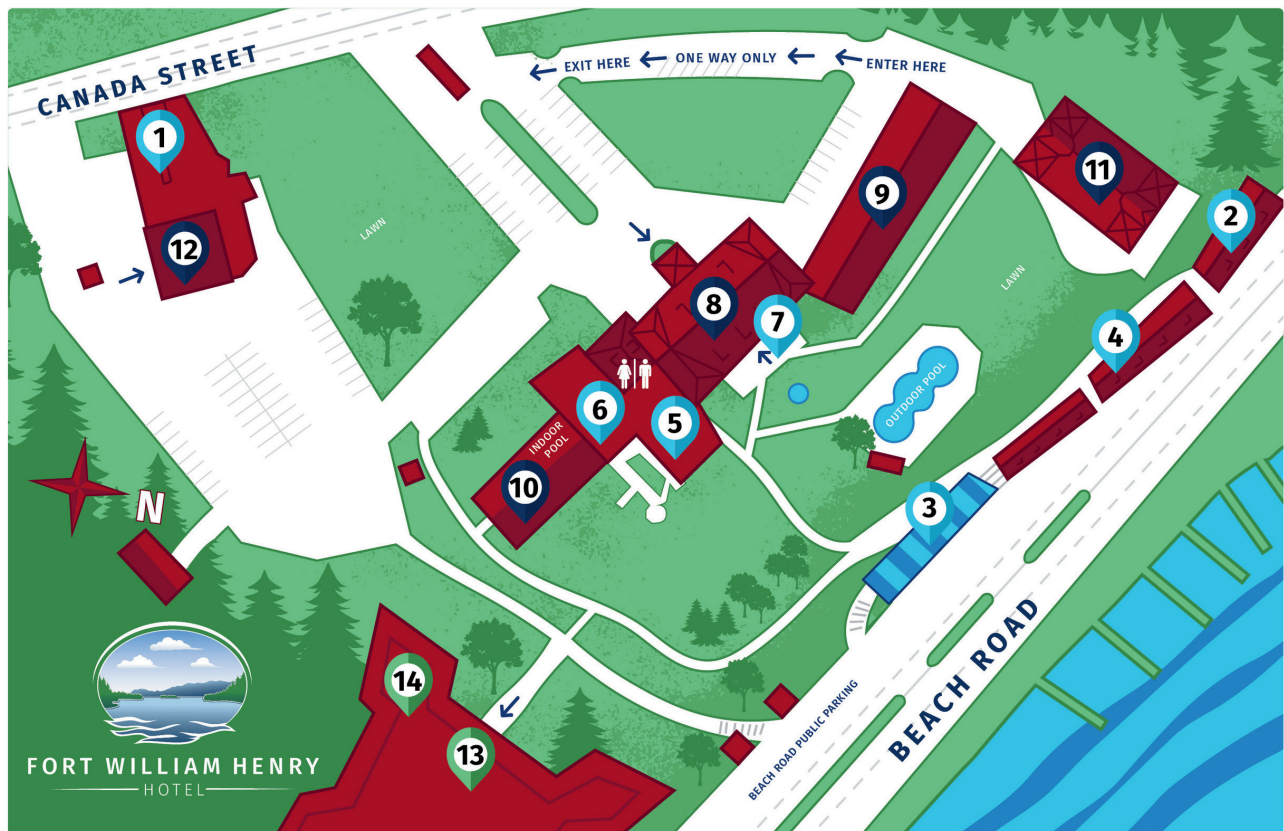 CANADA STREET
EXIT HERE
ONE WAY ONLY
ENTER HERE
1
2
9
11
12
LAWN
LAWN
8
7
4
6
5
OUTDOOR POOL
INDOOR
POOL
10
3
N
14
13
BEACH ROAD
BEACH ROAD PUBLIC PARKING
FORT WILLIAM HENRY
HOTEL